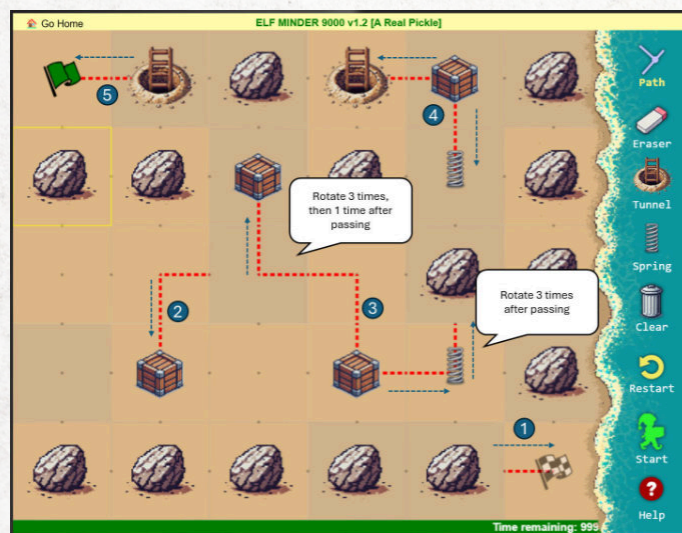 Go Home
ELF MINDER 9000 v1.2 [A Real Pickle]
Path
Eraser
Tunnel
Spring
Clear
Restart
Start
Help
5
4
Rotate 3 times,
then 1 time after
passing
2
3
Rotate 3 times
after passing
1
?
Time remaining: 999